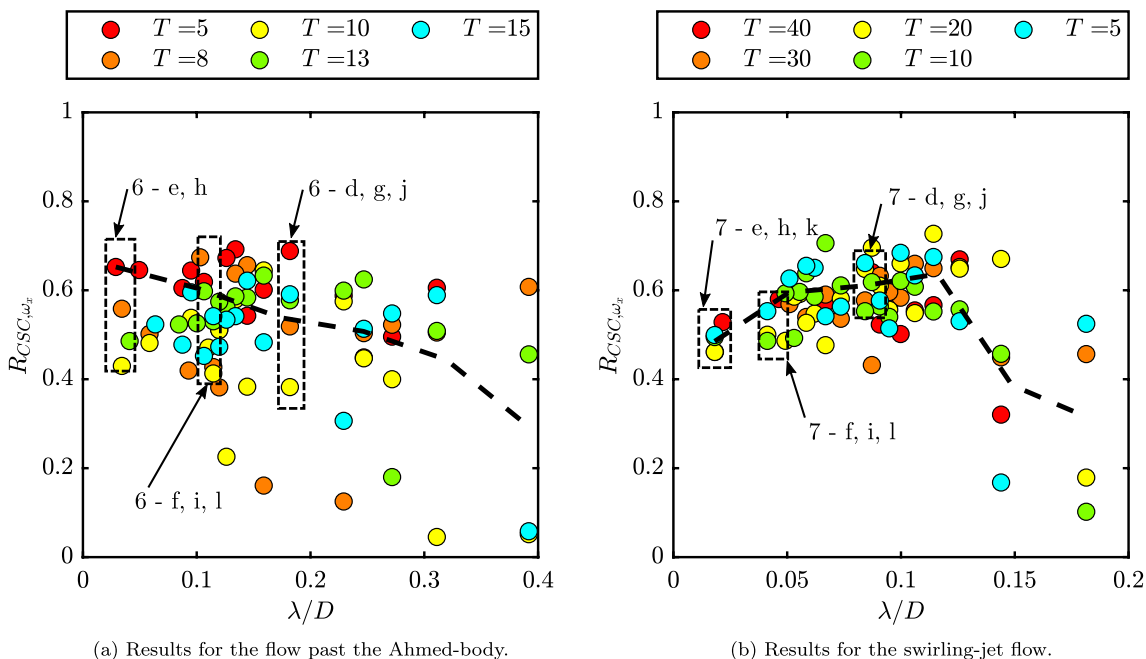 T =5 T =10 T =15
T =8 T =13
1
0.8
0.6
0.4
0.2
0
0 0.1 0.2 0.3 0.4
R_{CSC,ω_x}
λ/D
6 - e, h
6 - d, g, j
6 - f, i, l
(a) Results for the flow past the Ahmed-body.
T =40 T =20 T =5
T =30 T =10
1
0.8
0.6
0.4
0.2
0
0 0.05 0.1 0.15 0.2
R_{CSC,ω_x}
λ/D
7 - d, g, j
7 - e, h, k
7 - f, i, l
(b) Results for the swirling-jet flow.